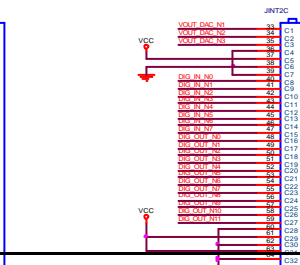 JINT2C
VOUT_DAC_N1 33 C1
VOUT_DAC_N2 34 C2
VOUT_DAC_N3 35 C3
VCC 36 C4
37 C5
38 C6
39 C7
DIG_IN_N0 40 C8
DIG_IN_N1 41 C9
DIG_IN_N2 42 C10
DIG_IN_N3 43 C11
DIG_IN_N4 44 C12
DIG_IN_N5 45 C13
DIG_IN_N6 46 C14
DIG_IN_N7 47 C15
DIG_OUT_N0 48 C16
DIG_OUT_N1 49 C17
DIG_OUT_N2 50 C18
DIG_OUT_N3 51 C19
DIG_OUT_N4 52 C20
DIG_OUT_N5 53 C21
DIG_OUT_N6 54 C22
DIG_OUT_N7 55 C23
DIG_OUT_N8 56 C24
DIG_OUT_N9 57 C25
VCC DIG_OUT_N10 58 C26
DIG_OUT_N11 59 C27
60 C28
61 C29
62 C30
63
64 C32